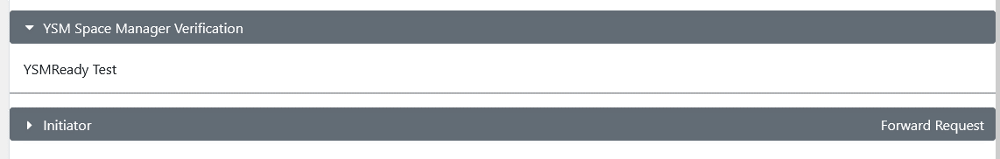 YSM Space Manager Verification
YSMReady Test
Initiator Forward Request